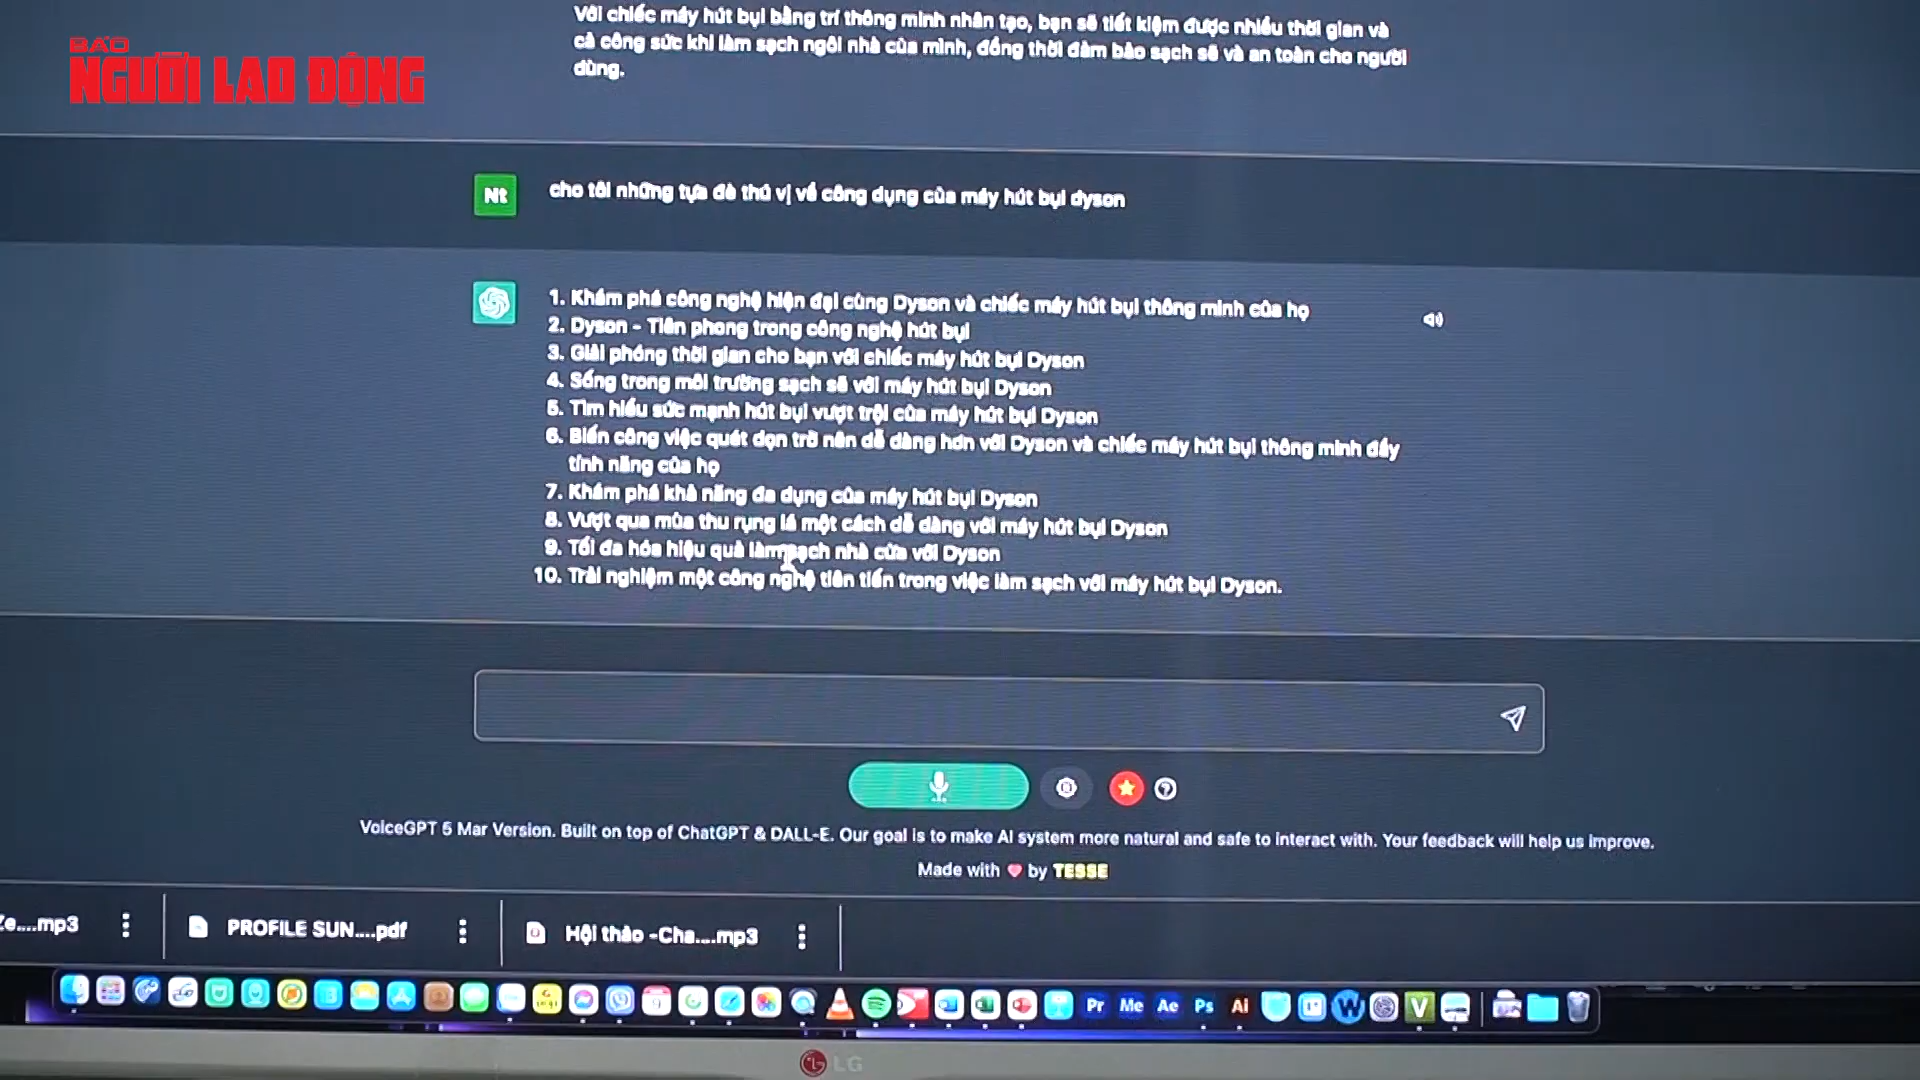 Với chiếc máy hút bụi bằng trí thông minh nhân tạo, bạn sẽ tiết kiệm được nhiều thời gian và
cả công sức khi làm sạch ngôi nhà của mình, đồng thời đảm bảo sạch sẽ và an toàn cho người
dùng.
BÁO
NGƯỜI LAO ĐỘNG
Nt
cho tôi những tựa đề thú vị về công dụng của máy hút bụi dyson
1. Khám phá công nghệ hiện đại cùng Dyson và chiếc máy hút bụi thông minh của họ
2. Dyson - Tiên phong trong công nghệ hút bụi
3. Giải phóng thời gian cho bạn với chiếc máy hút bụi Dyson
4. Sống trong môi trường sạch sẽ với máy hút bụi Dyson
5. Tìm hiểu sức mạnh hút bụi vượt trội của máy hút bụi Dyson
6. Biến công việc quét dọn trở nên dễ dàng hơn với Dyson và chiếc máy hút bụi thông minh đầy
tính năng của họ
7. Khám phá khả năng đa dụng của máy hút bụi Dyson
8. Vượt qua mùa thu rụng lá một cách dễ dàng với máy hút bụi Dyson
9. Tối đa hóa hiệu quả làm sạch nhà cửa với Dyson
10. Trải nghiệm một công nghệ tiên tiến trong việc làm sạch với máy hút bụi Dyson.
VoiceGPT 5 Mar Version. Built on top of ChatGPT & DALL-E. Our goal is to make AI system more natural and safe to interact with. Your feedback will help us improve.
Made with ❤ by TESSE
Ze....mp3
PROFILE SUN....pdf
Hội thảo -Cha....mp3
Pr Me Ae Ps Ai W V
LG